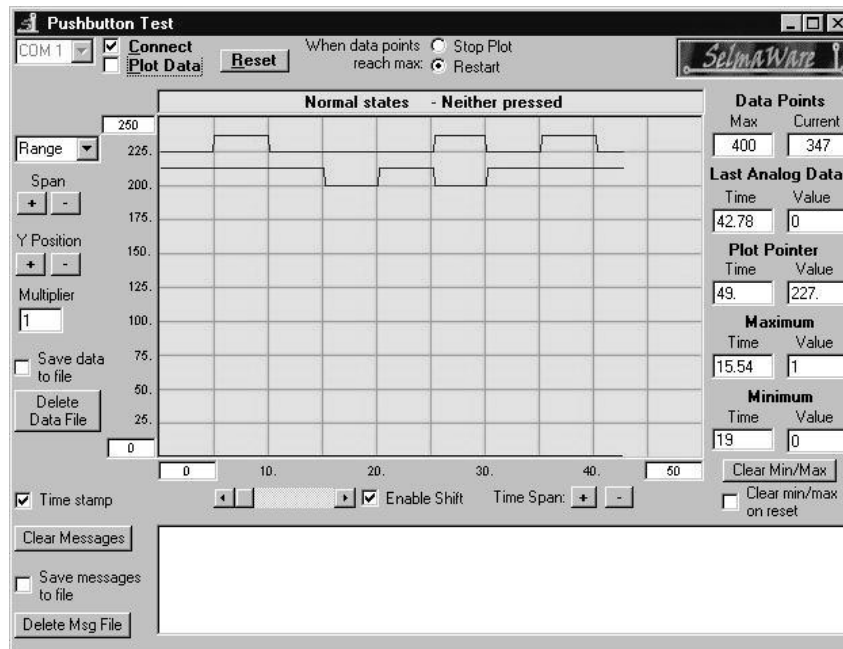 Pushbutton Test
COM 1
Connect
Plot Data
Reset
When data points reach max:
Stop Plot
Restart
SelmaWare
Normal states - Neither pressed
250
225.
200.
175.
150.
125.
100.
75.
50.
25.
0
0
10.
20.
30.
40.
50
Range
Span
+ -
Y Position
+ -
Multiplier
1
Save data
to file
Delete
Data File
Time stamp
Enable Shift
Time Span: + -
Data Points
Max Current
400 347
Last Analog Data
Time Value
42.78 0
Plot Pointer
Time Value
49. 227.
Maximum
Time Value
15.54 1
Minimum
Time Value
19 0
Clear Min/Max
Clear min/max
on reset
Clear Messages
Save messages
to file
Delete Msg File